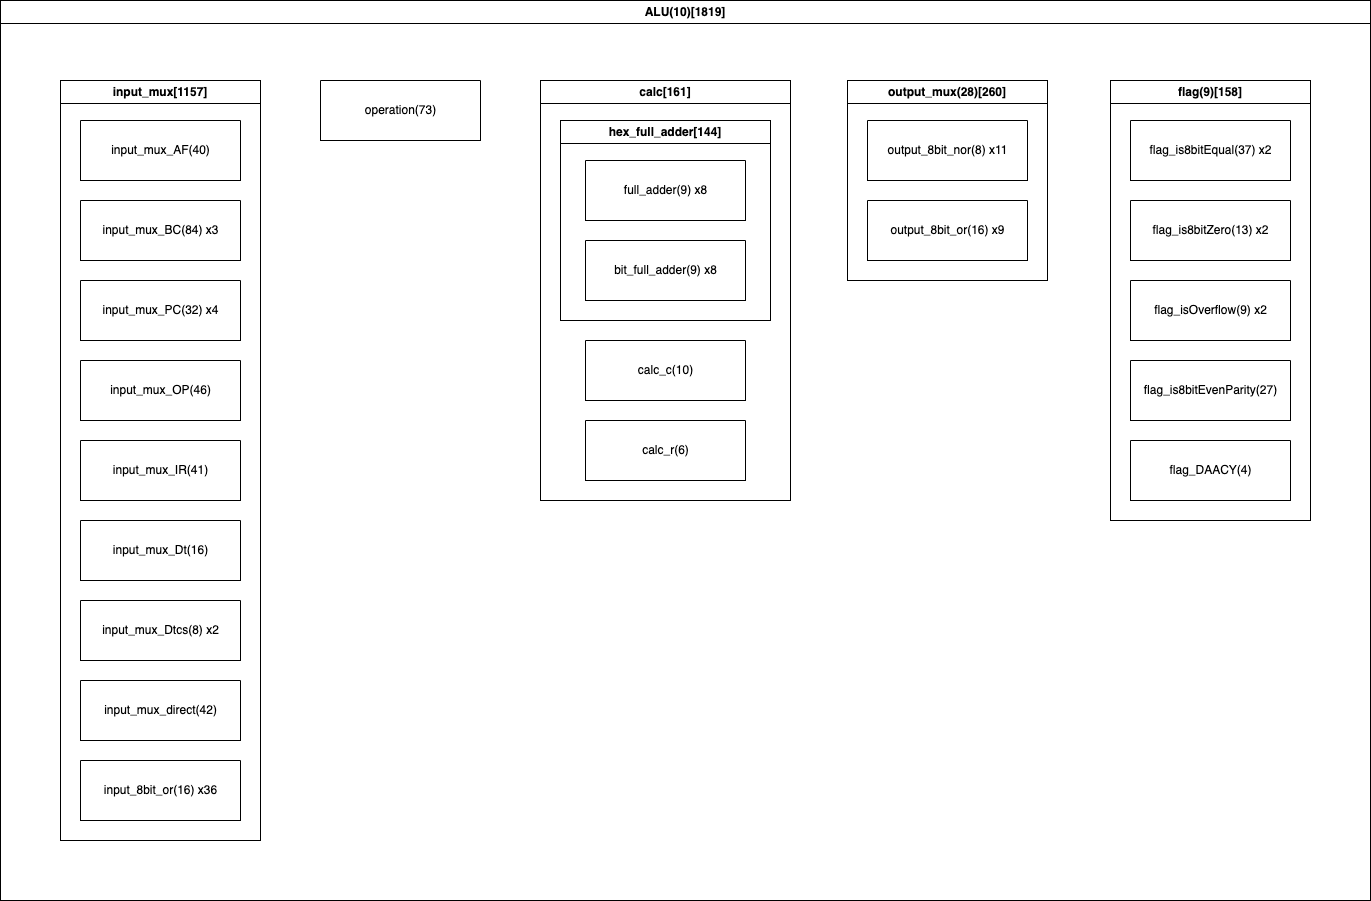 ALU(10)[1819]
input_mux[1157]
input_mux_AF(40)
input_mux_BC(84) x3
input_mux_PC(32) x4
input_mux_OP(46)
input_mux_IR(41)
input_mux_Dt(16)
input_mux_Dtcs(8) x2
input_mux_direct(42)
input_8bit_or(16) x36
operation(73)
calc[161]
hex_full_adder[144]
full_adder(9) x8
bit_full_adder(9) x8
calc_c(10)
calc_r(6)
output_mux(28)[260]
output_8bit_nor(8) x11
output_8bit_or(16) x9
flag(9)[158]
flag_is8bitEqual(37) x2
flag_is8bitZero(13) x2
flag_isOverflow(9) x2
flag_is8bitEvenParity(27)
flag_DAACY(4)